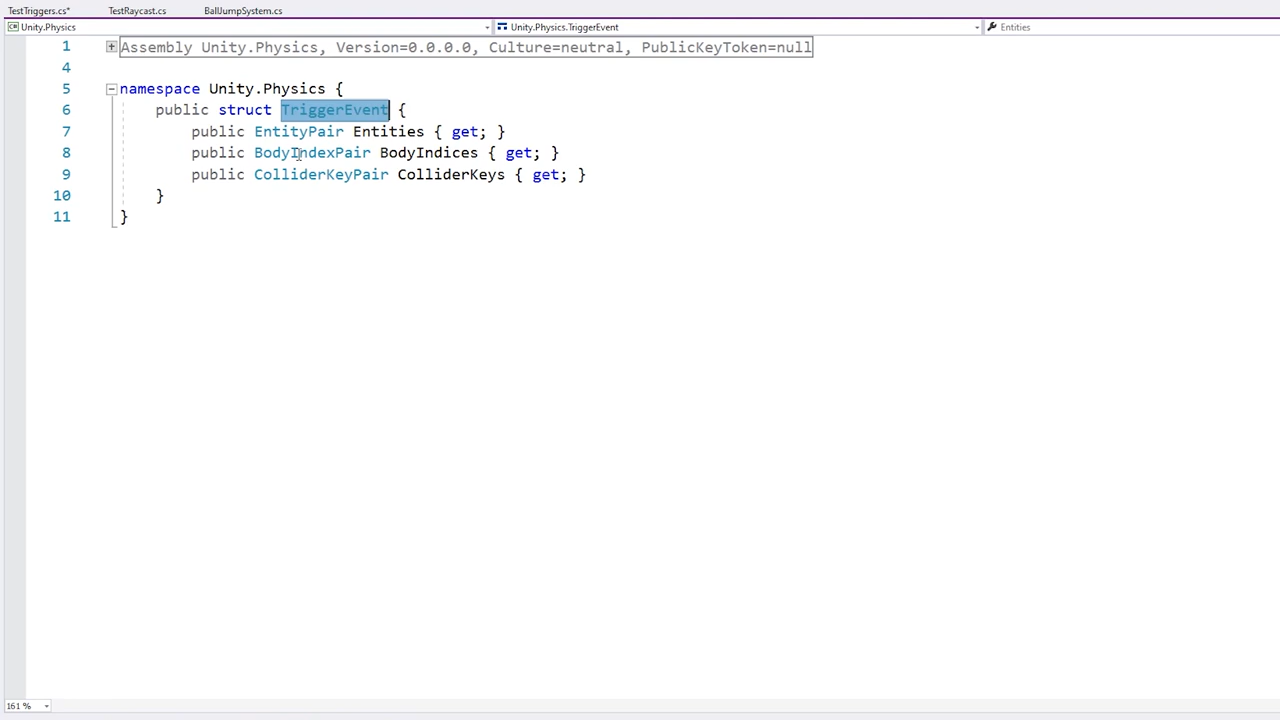 TestTriggers.cs* TestRaycast.cs BallJumpSystem.cs
Unity.Physics Unity.Physics.TriggerEvent Entities
1 Assembly Unity.Physics, Version=0.0.0.0, Culture=neutral, PublicKeyToken=null
4
5 namespace Unity.Physics {
6 public struct TriggerEvent {
7 public EntityPair Entities { get; }
8 public BodyIndexPair BodyIndices { get; }
9 public ColliderKeyPair ColliderKeys { get; }
10 }
11 }
161 %